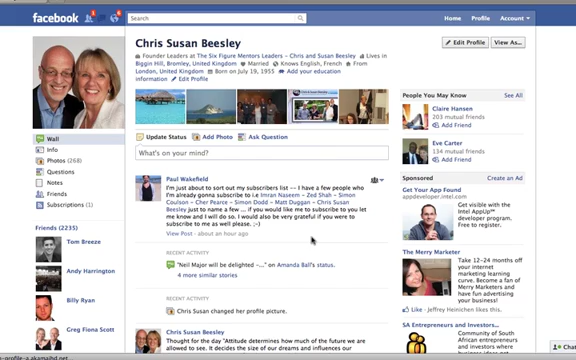 facebook
1
6
Search
Home Profile Account
Chris Susan Beesley
Edit Profile View As...
Founder Leaders at The Six Figure Mentors Leaders - Chris and Susan Beesley Lives in
Biggin Hill, Bromley, United Kingdom Married Knows English, French From
London, United Kingdom Born on July 19, 1955 Add your education
information Edit Profile
Update Status Add Photo Ask Question
What's on your mind?
Wall
Info
Photos (268)
Questions
Notes
Friends
Subscriptions (1)
Friends (2235)
Tom Breeze
Andy Harrington
Billy Ryan
Greg Fiona Scott
Paul Wakefield
I'm just about to sort out my subscribers list -- I have a few people who
I'm already gonna subscribe to i.e Imran Naseem - Zed Shah - Simon
Coulson - Cher Pearce - Simon Dodd - Matt Duggan - Chris Susan
Beesley just to name a few ... if you would like me to subscribe to you let
me know and I will do so. I would also be very grateful if you were to
subscribe to me as well please. ;-)
View Post · about an hour ago
RECENT ACTIVITY
"Neil Major will be delighted --..." on Amanda Ball's status.
4 more similar stories
RECENT ACTIVITY
Chris Susan changed her profile picture.
Chris Susan Beesley
Thought for the day "Attitude determines how much of the future we
are allowed to see. It decides the size of our dreams and influences our
People You May Know See All
Claire Hansen
203 mutual friends
Add Friend
Eve Carter
134 mutual friends
Add Friend
Sponsored Create an Ad
Get Your App Found
appdeveloper.intel.com
Get visible with the
Intel AppUp℠
developer program.
Free to register.
The Merry Marketer
Take 12-24 months off
your internet
marketing learning
curve. Become a fan of
Merry Marketers and
have fun advertising
your business!
Like · Jeffrey Heinichen likes this.
SA Entrepreneurs and Investors...
Community of South
African entrepreneurs
and investors where
Chat